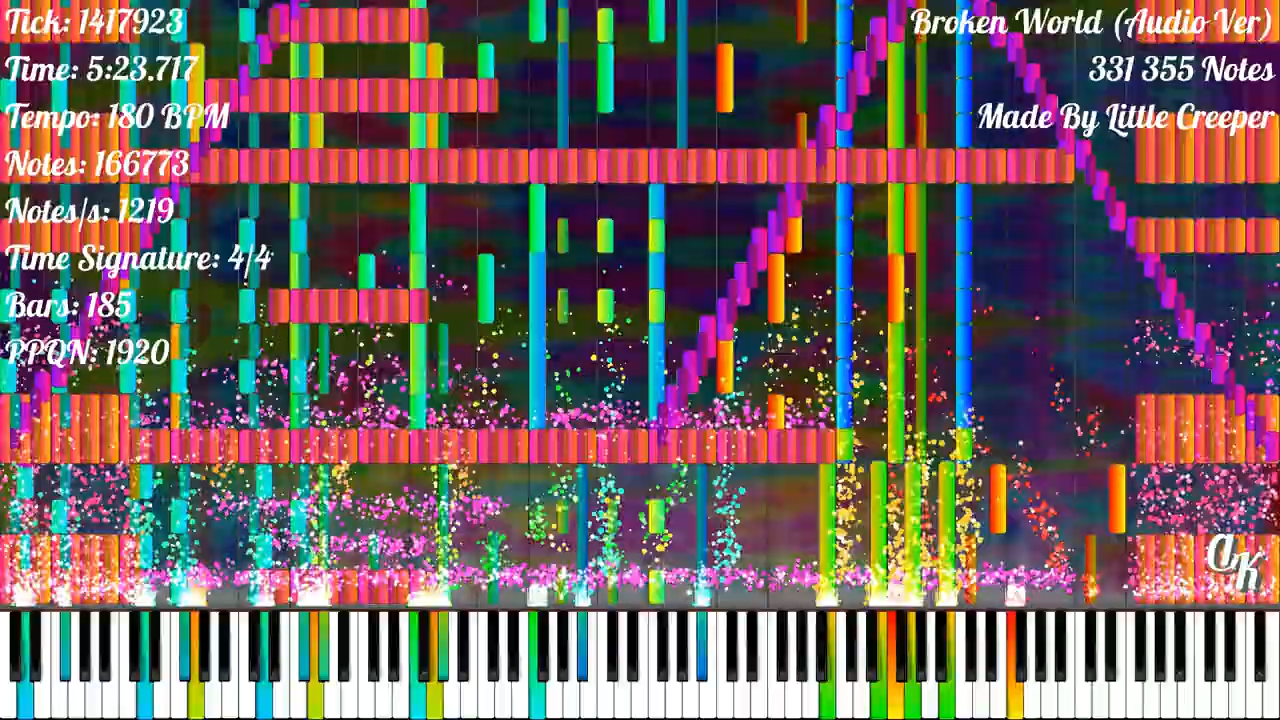 Tick: 1417923
Time: 5:23.717
Tempo: 180 BPM
Notes: 166773
Notes/s: 1219
Time Signature: 4/4
Bars: 185
PPQN: 1920
Broken World (Audio Ver)
331 355 Notes
Made By Little Creeper
AK